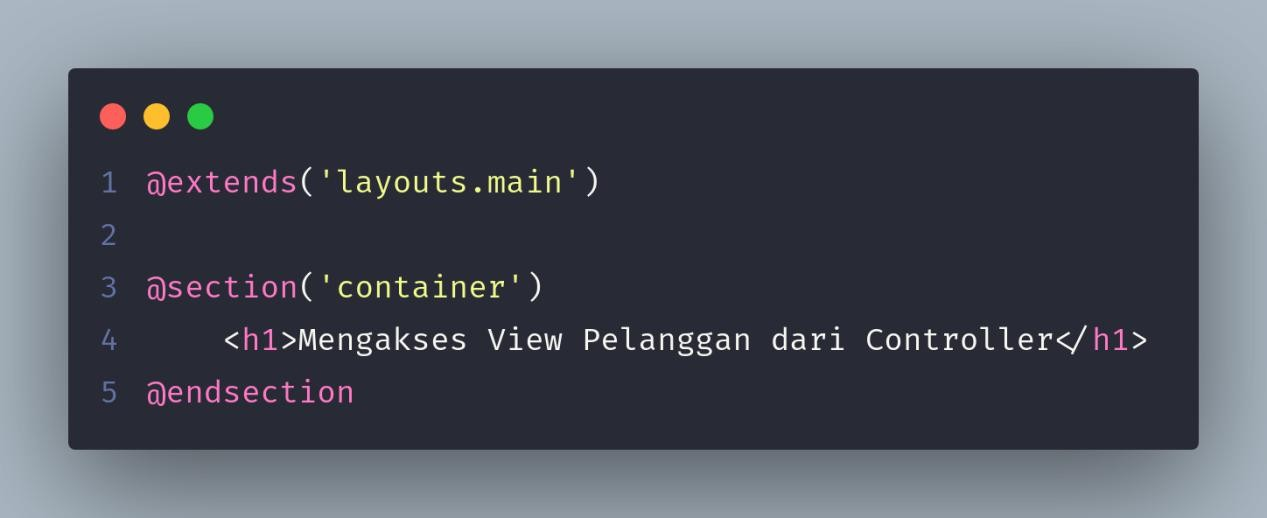 1 @extends('layouts.main')
2
3 @section('container')
4     <h1>Mengakses View Pelanggan dari Controller</h1>
5 @endsection